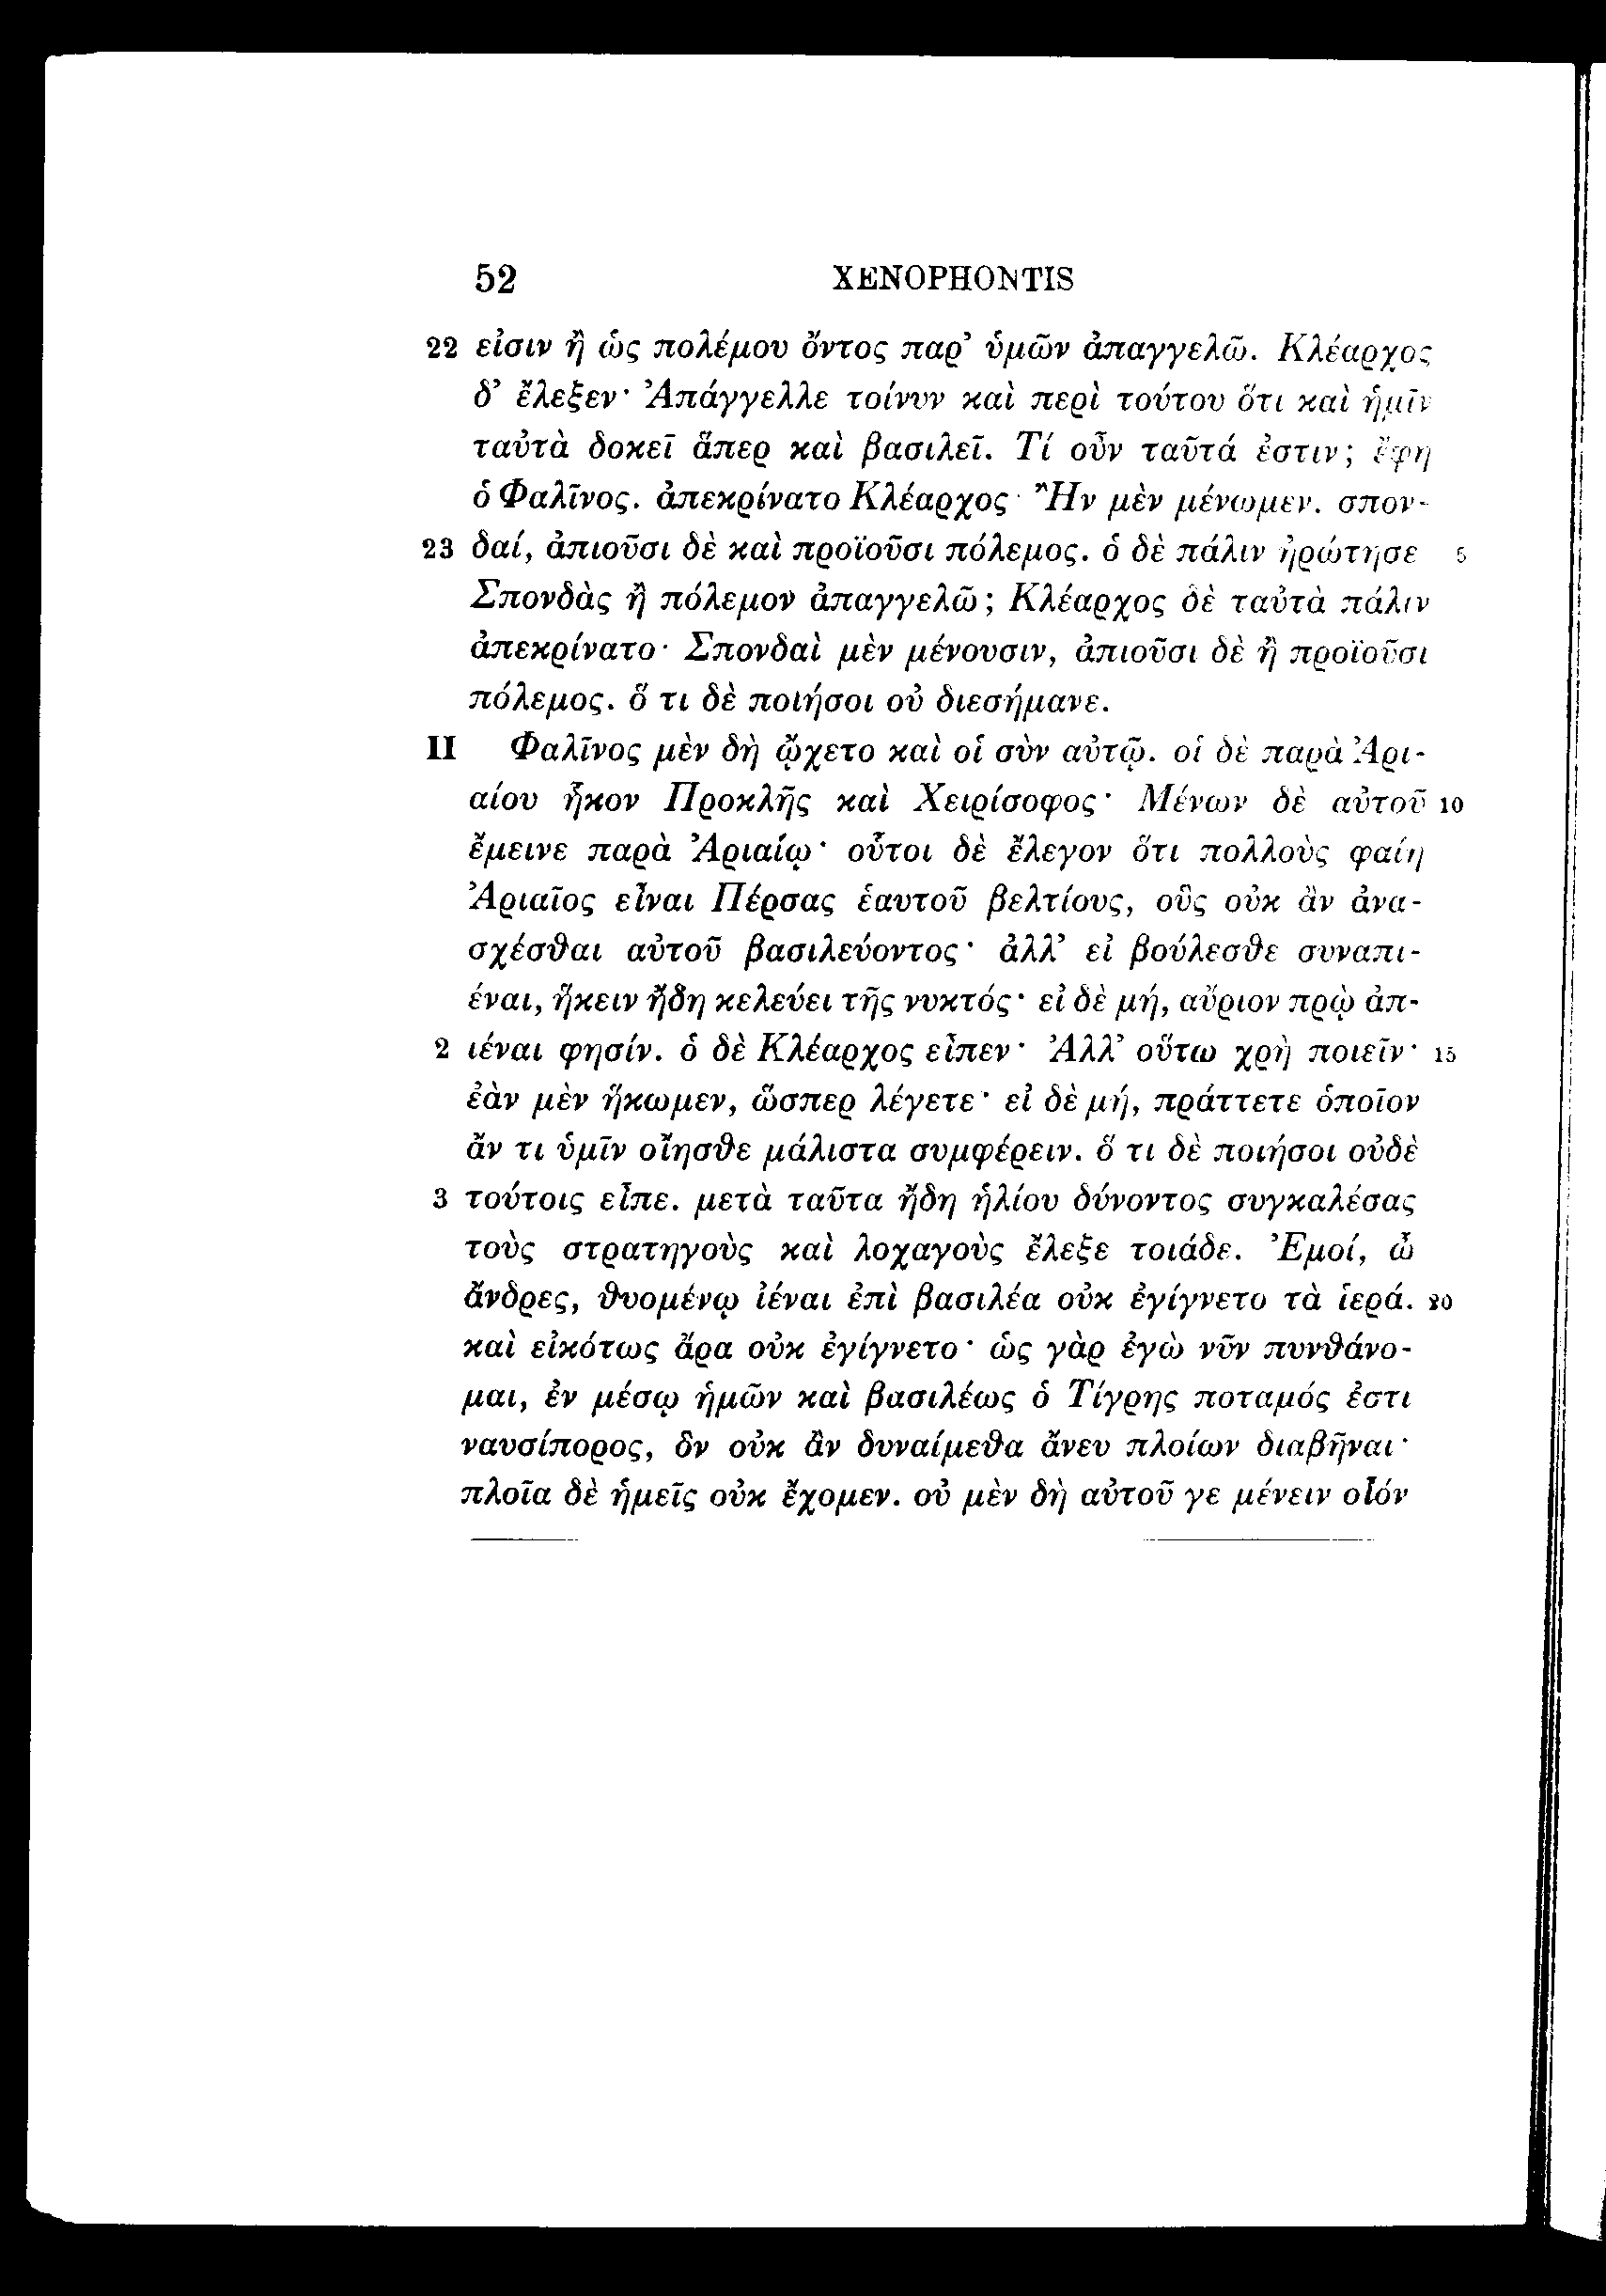 52 XENOPHONTIS
22 εἰσιν ἢ ὡς πολέμου ὄντος παρ’ ὑμῶν ἀπαγγελῶ. Κλέαρχος
δ’ ἔλεξεν· Ἀπάγγελλε τοίνυν καὶ περὶ τούτου ὅτι καὶ ἡμῖν
ταὐτὰ δοκεῖ ἅπερ καὶ βασιλεῖ. Τί οὖν ταῦτά ἐστιν; ἔφη
ὁ Φαλῖνος. ἀπεκρίνατο Κλέαρχος· Ἢν μὲν μένωμεν. σπον-
23 δαί, ἀπιοῦσι δὲ καὶ προϊοῦσι πόλεμος. ὁ δὲ πάλιν ἠρώτησε 5
Σπονδὰς ἢ πόλεμον ἀπαγγελῶ; Κλέαρχος δὲ ταὐτὰ πάλιν
ἀπεκρίνατο· Σπονδαὶ μὲν μένουσιν, ἀπιοῦσι δὲ ἢ προϊοῦσι
πόλεμος. ὅ τι δὲ ποιήσοι οὐ διεσήμανε.
II Φαλῖνος μὲν δὴ ᾤχετο καὶ οἱ σὺν αὐτῷ. οἱ δὲ παρὰ Ἀρι-
αίου ἧκον Προκλῆς καὶ Χειρίσοφος· Μένων δὲ αὐτοῦ 10
ἔμεινε παρὰ Ἀριαίῳ· οὗτοι δὲ ἔλεγον ὅτι πολλοὺς φαίη
Ἀριαῖος εἶναι Πέρσας ἑαυτοῦ βελτίους, οὓς οὐκ ἂν ἀνα-
σχέσθαι αὐτοῦ βασιλεύοντος· ἀλλ’ εἰ βούλεσθε συναπι-
έναι, ἥκειν ἤδη κελεύει τῆς νυκτός· εἰ δὲ μή, αὔριον πρῲ ἀπ-
2 ιέναι φησίν. ὁ δὲ Κλέαρχος εἶπεν· Ἀλλ’ οὕτω χρὴ ποιεῖν· 15
ἐὰν μὲν ἥκωμεν, ὥσπερ λέγετε· εἰ δὲ μή, πράττετε ὁποῖον
ἄν τι ὑμῖν οἴησθε μάλιστα συμφέρειν. ὅ τι δὲ ποιήσοι οὐδὲ
3 τούτοις εἶπε. μετὰ ταῦτα ἤδη ἡλίου δύνοντος συγκαλέσας
τοὺς στρατηγοὺς καὶ λοχαγοὺς ἔλεξε τοιάδε. Ἐμοί, ὦ
ἄνδρες, θυομένῳ ἰέναι ἐπὶ βασιλέα οὐκ ἐγίγνετο τὰ ἱερά. 20
καὶ εἰκότως ἄρα οὐκ ἐγίγνετο· ὡς γὰρ ἐγὼ νῦν πυνθάνο-
μαι, ἐν μέσῳ ἡμῶν καὶ βασιλέως ὁ Τίγρης ποταμός ἐστι
ναυσίπορος, ὃν οὐκ ἂν δυναίμεθα ἄνευ πλοίων διαβῆναι·
πλοῖα δὲ ἡμεῖς οὐκ ἔχομεν. οὐ μὲν δὴ αὐτοῦ γε μένειν οἷόν